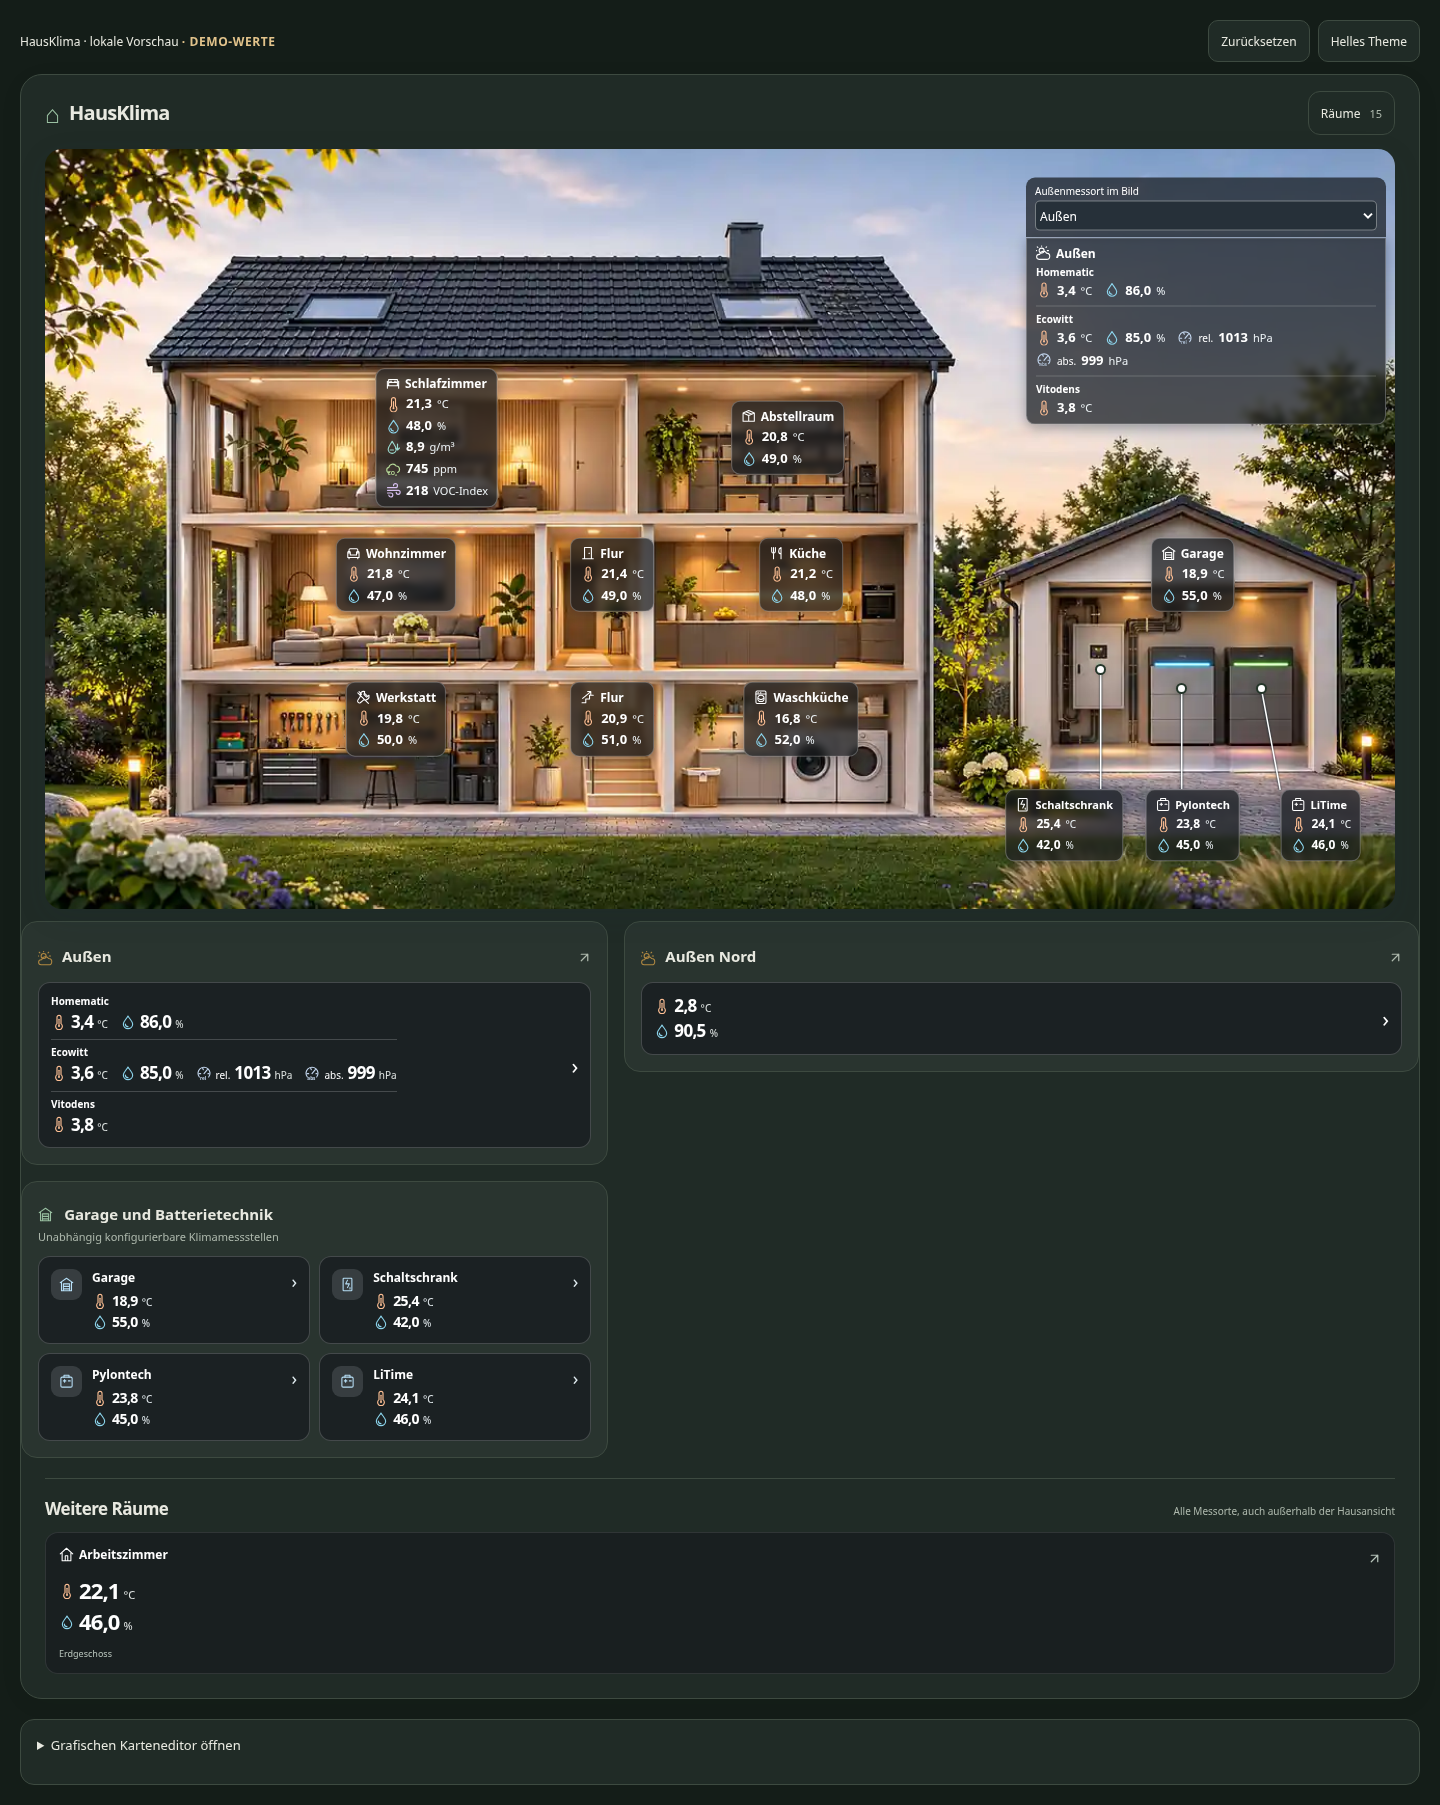 HausKlima · lokale Vorschau · DEMO-WERTE
Zurücksetzen
Helles Theme
HausKlima
Räume 15
Außenmessort im Bild
Außen
Außen
Homematic
3,4 °C 86,0 %
Ecowitt
3,6 °C 85,0 % rel. 1013 hPa
abs. 999 hPa
Vitodens
3,8 °C
Schlafzimmer
21,3 °C
48,0 %
8,9 g/m³
745 ppm
218 VOC-Index
Abstellraum
20,8 °C
49,0 %
Wohnzimmer
21,8 °C
47,0 %
Flur
21,4 °C
49,0 %
Küche
21,2 °C
48,0 %
Garage
18,9 °C
55,0 %
Werkstatt
19,8 °C
50,0 %
Flur
20,9 °C
51,0 %
Waschküche
16,8 °C
52,0 %
Schaltschrank
25,4 °C
42,0 %
Pylontech
23,8 °C
45,0 %
LiTime
24,1 °C
46,0 %
Außen
Homematic
3,4 °C 86,0 %
Ecowitt
3,6 °C 85,0 % rel. 1013 hPa abs. 999 hPa
Vitodens
3,8 °C
Außen Nord
2,8 °C
90,5 %
Garage und Batterietechnik
Unabhängig konfigurierbare Klimamessstellen
Garage
18,9 °C
55,0 %
Schaltschrank
25,4 °C
42,0 %
Pylontech
23,8 °C
45,0 %
LiTime
24,1 °C
46,0 %
Weitere Räume
Alle Messorte, auch außerhalb der Hausansicht
Arbeitszimmer
22,1 °C
46,0 %
Erdgeschoss
Grafischen Karteneditor öffnen